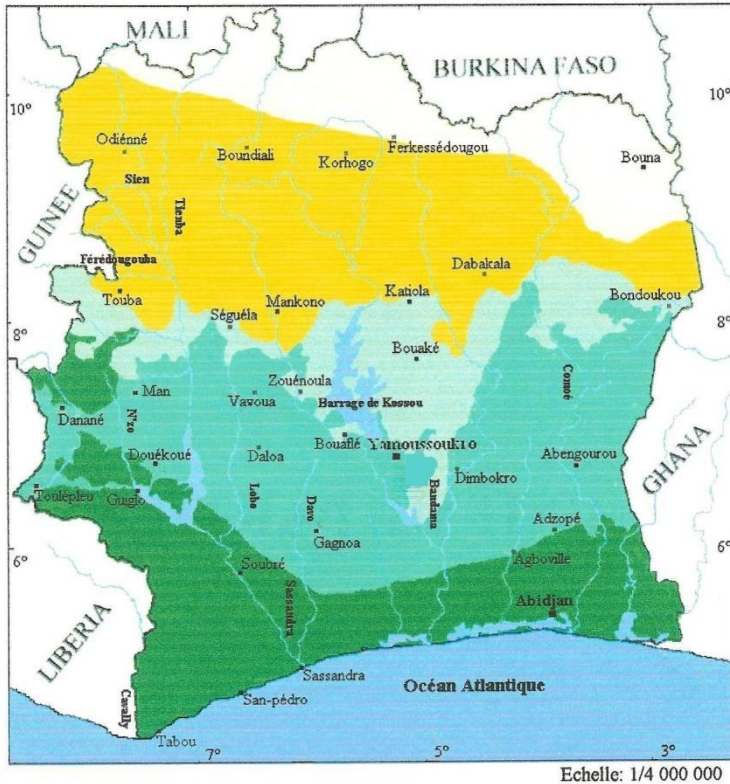 MALI
BURKINA FASO
10°
10°
Odiénné
Boundiali
Korhogo
Ferkessédougou
Bouna
Sien
Tienba
GUINEE
Férédougouba
Touba
Dabakala
Katiola
Mankono
Bondoukou
8°
8°
Séguéla
Bouaké
Comoé
Man
Zouénoula
Vavoua
Barrage de Kossou
Danané
N'zo
Bouaflé
Yamoussoukro
Daloa
Douékoué
Abengourou
GHANA
Toulépleu
Guiglo
Lobo
Davo
Bandama
Dimbokro
Gagnoa
Adzopé
6°
6°
Agboville
Soubré
Sassandra
Abidjan
LIBERIA
Sassandra
Océan Atlantique
San-pédro
Cavally
Tabou
7°
5°
3°
Echelle: 1/4 000 000